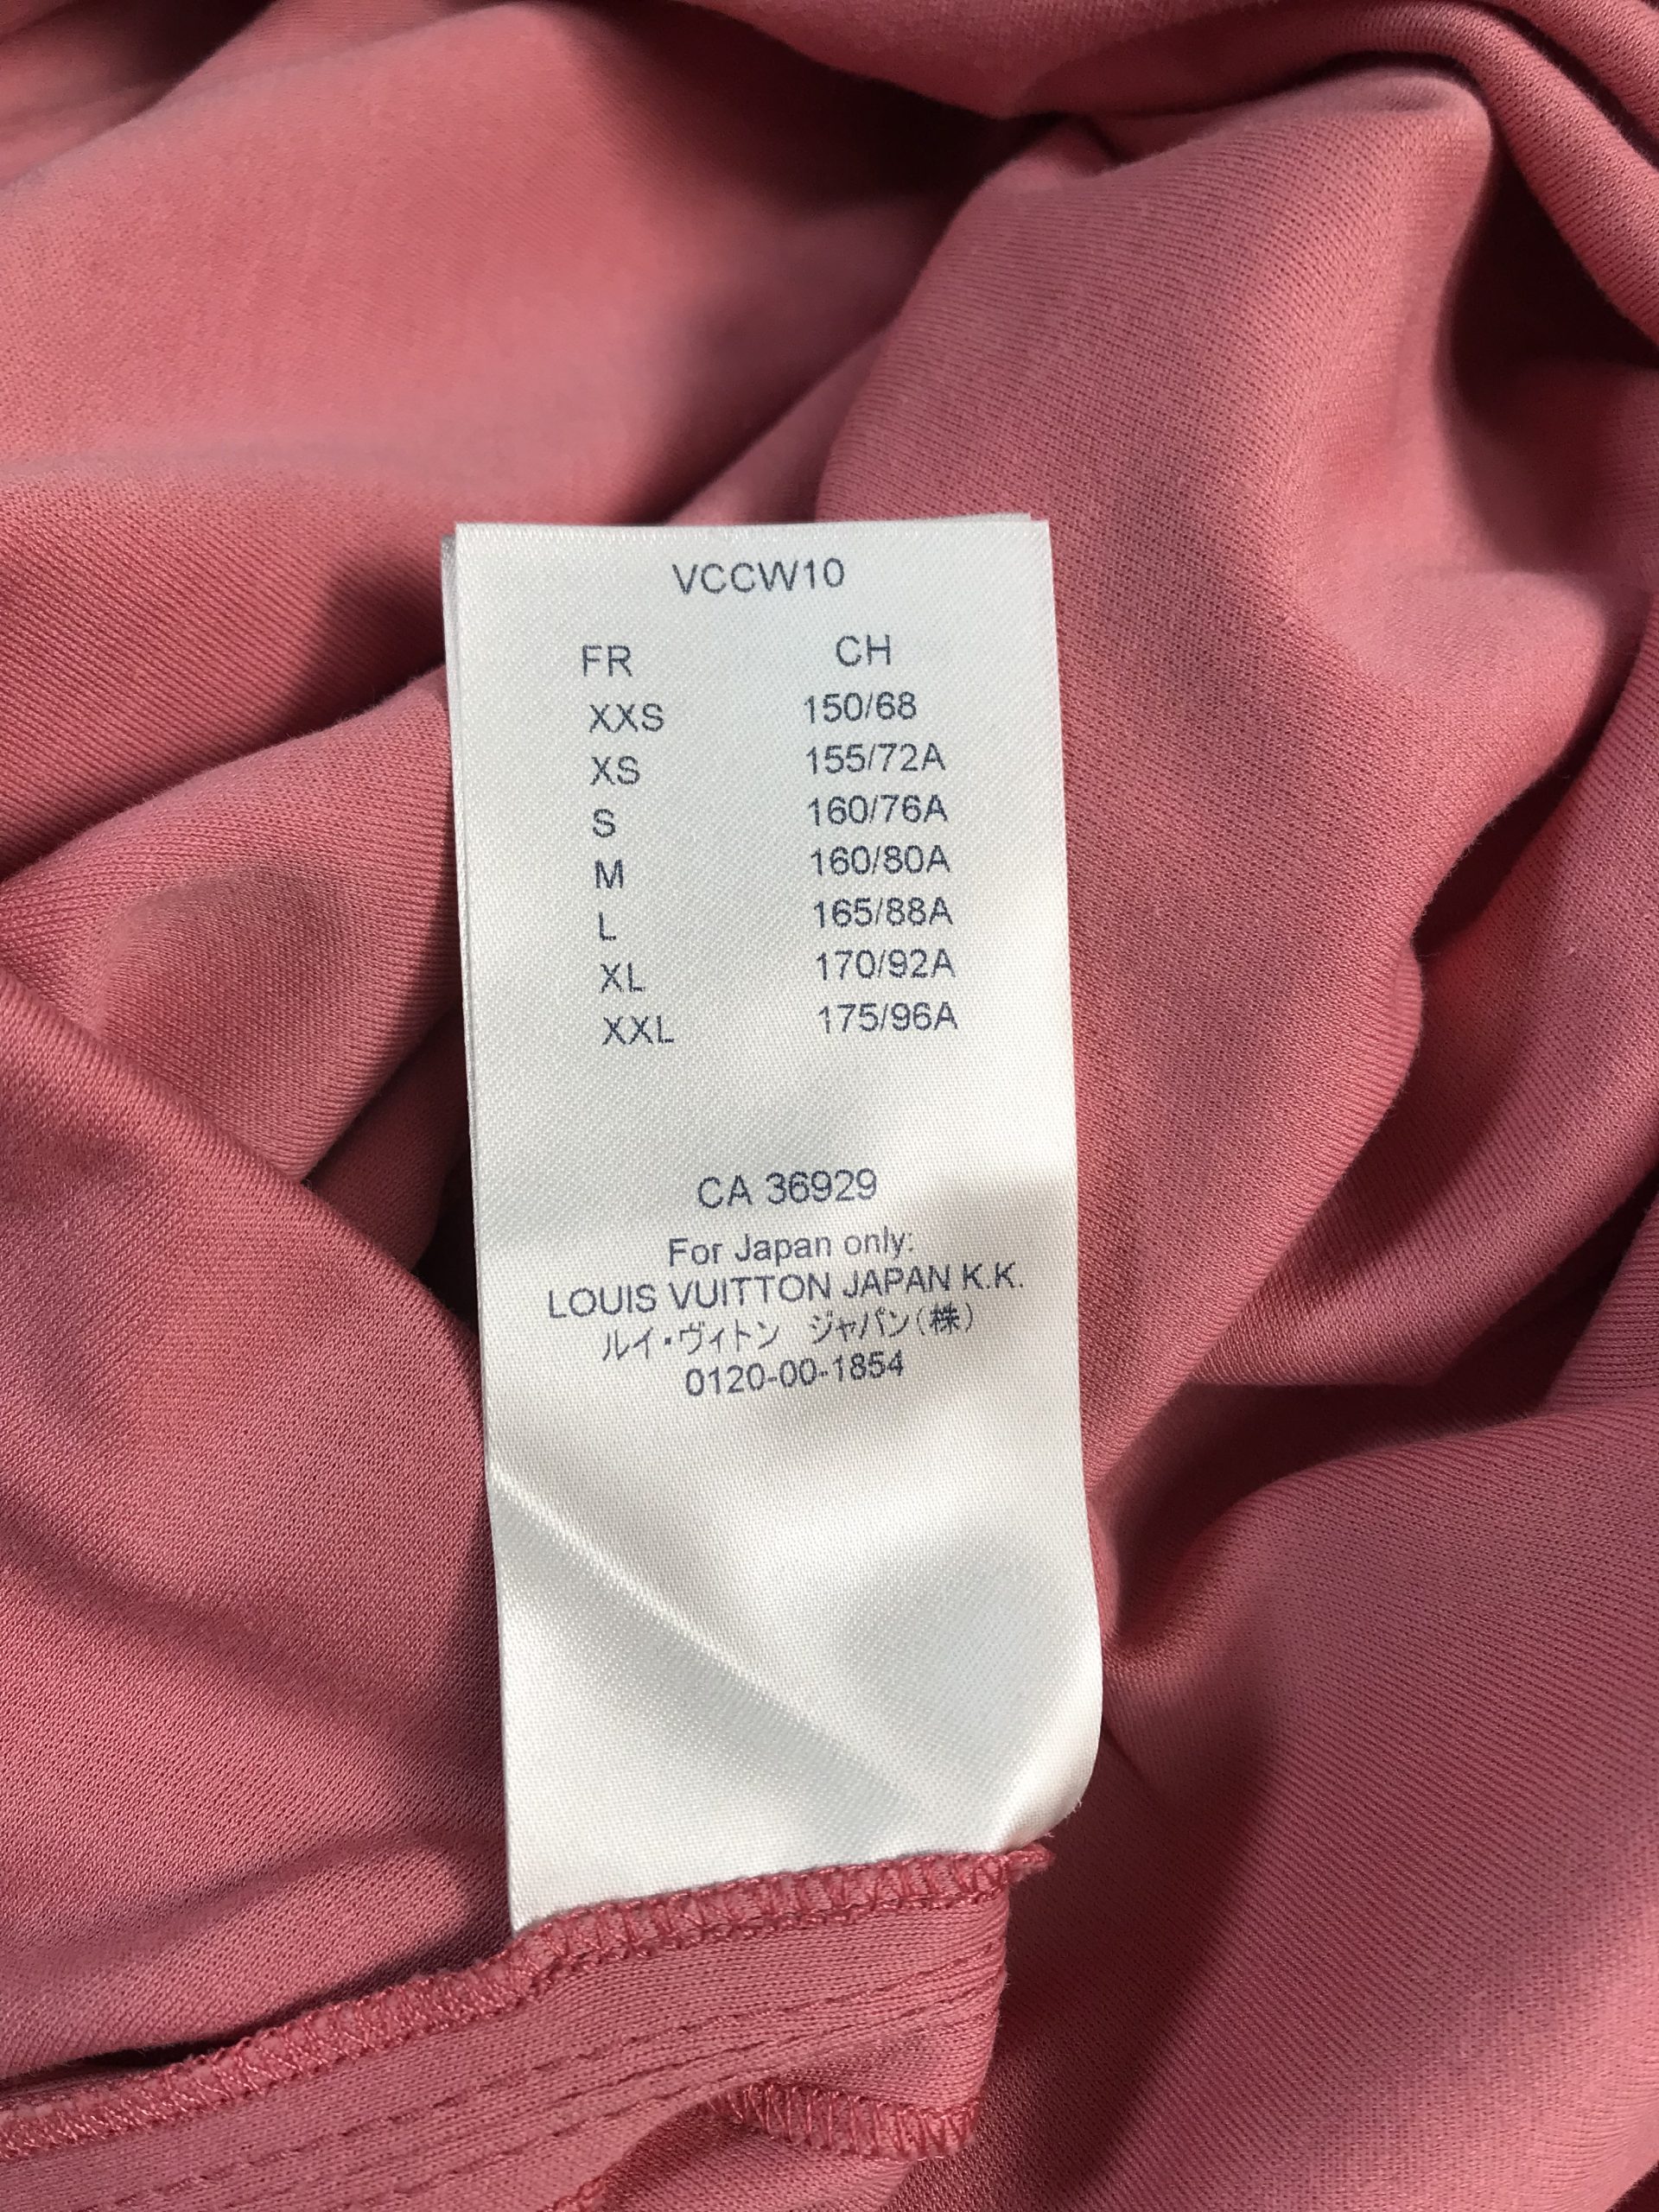 VCCW10
FR CH
XXS 150/68
XS 155/72A
S 160/76A
M 160/80A
L 165/88A
XL 170/92A
XXL 175/96A
CA 36929
For Japan only:
LOUIS VUITTON JAPAN K.K.
ルイ・ヴィトン ジャパン(株)
0120-00-1854